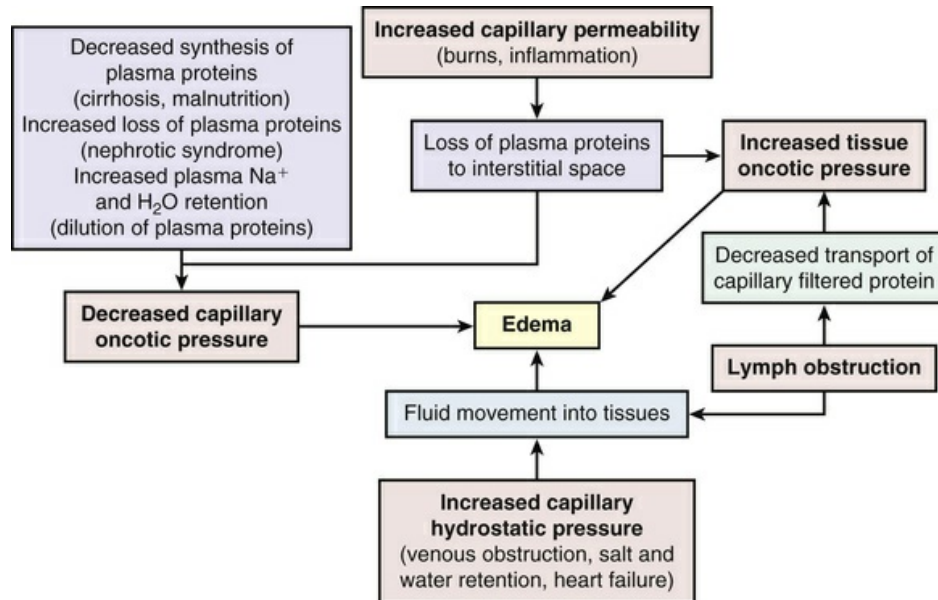 Decreased synthesis of
plasma proteins
(cirrhosis, malnutrition)
Increased loss of plasma proteins
(nephrotic syndrome)
Increased plasma Na⁺
and H₂O retention
(dilution of plasma proteins)
Increased capillary permeability
(burns, inflammation)
Loss of plasma proteins
to interstitial space
Increased tissue
oncotic pressure
Decreased transport of
capillary filtered protein
Decreased capillary
oncotic pressure
Edema
Lymph obstruction
Fluid movement into tissues
Increased capillary
hydrostatic pressure
(venous obstruction, salt and
water retention, heart failure)